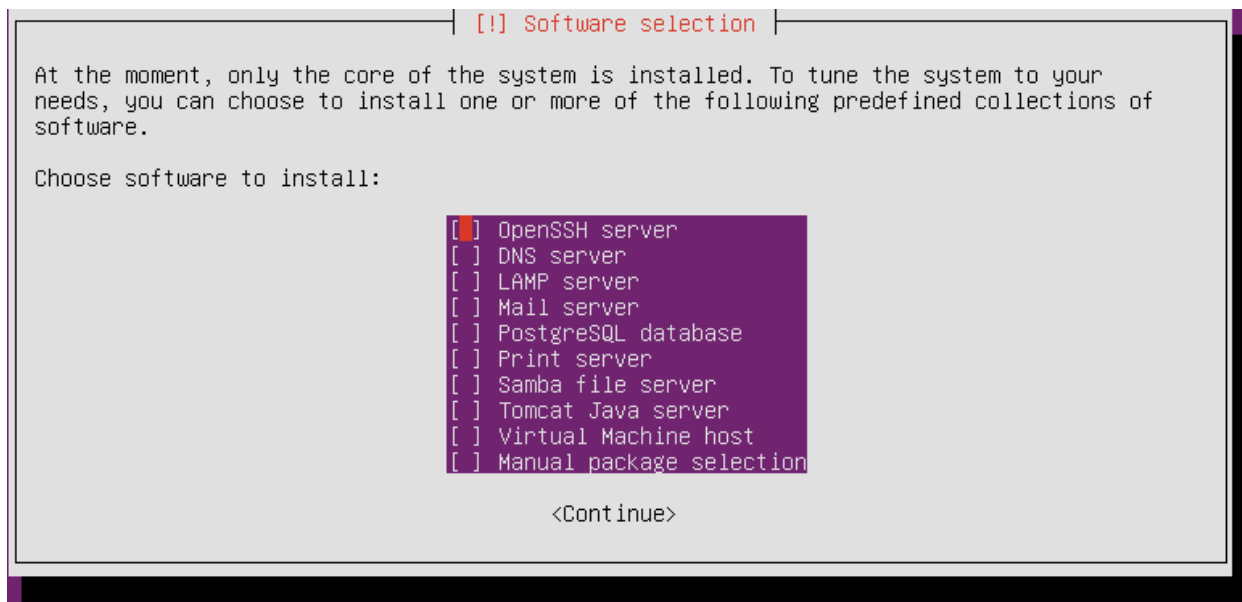 [!] Software selection
At the moment, only the core of the system is installed. To tune the system to your
needs, you can choose to install one or more of the following predefined collections of
software.
Choose software to install:
[ ] OpenSSH server
[ ] DNS server
[ ] LAMP server
[ ] Mail server
[ ] PostgreSQL database
[ ] Print server
[ ] Samba file server
[ ] Tomcat Java server
[ ] Virtual Machine host
[ ] Manual package selection
<Continue>